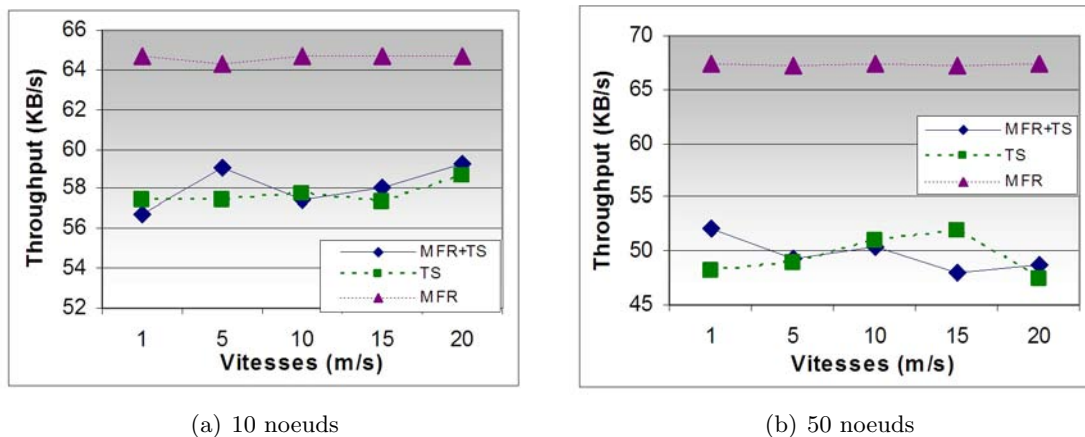 66
64
62
60
58
56
54
52
Throughput (KB/s)
MFR+TS
TS
MFR
1 5 10 15 20
Vitesses (m/s)
(a) 10 noeuds
70
65
60
55
50
45
Throughput (KB/s)
MFR+TS
TS
MFR
1 5 10 15 20
Vitesses (m/s)
(b) 50 noeuds